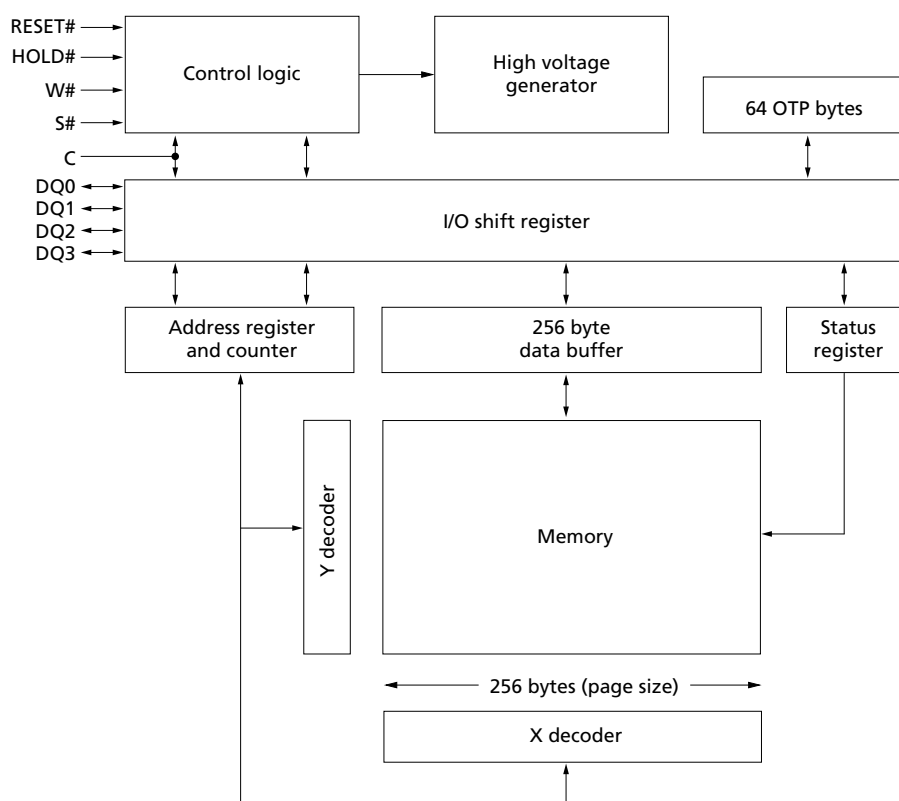 RESET#
HOLD#
W#
S#
C
Control logic
High voltage
generator
64 OTP bytes
DQ0
DQ1
DQ2
DQ3
I/O shift register
Address register
and counter
256 byte
data buffer
Status
register
Y decoder
Memory
256 bytes (page size)
X decoder